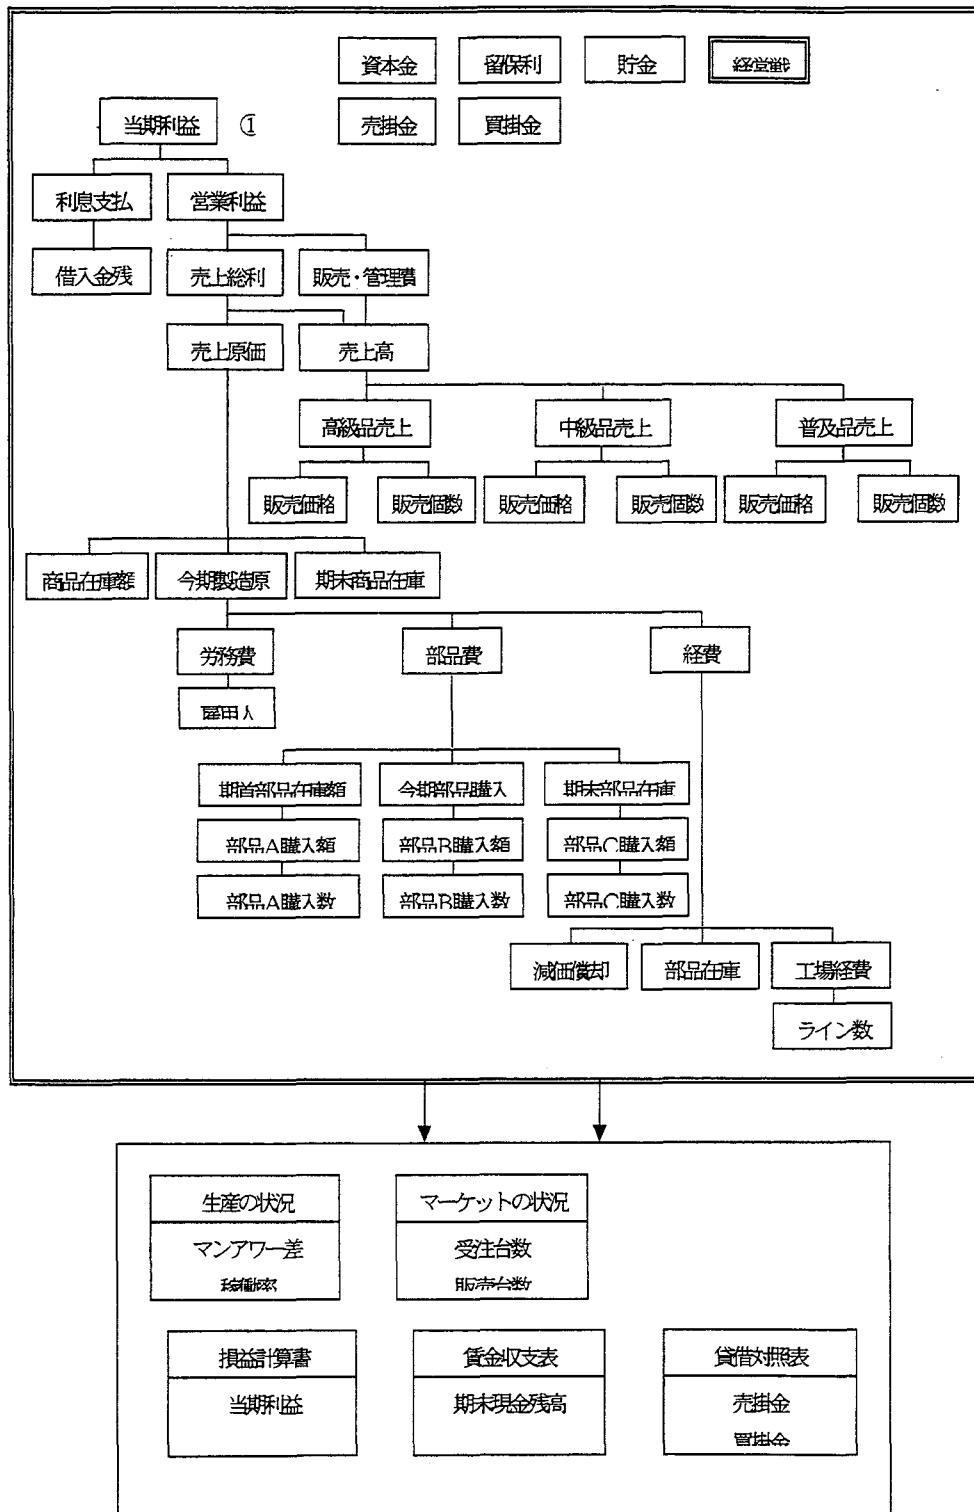 資本金 留保利 貯金 経営戦
当期利益 ① 売掛金 買掛金
利息支払 営業利益
借入金残 売上総利 販売・管理費
売上原価 売上高
高級品売上 中級品売上 普及品売上
販売価格 販売個数 販売価格 販売個数 販売価格 販売個数
商品在庫額 今期製造原 期末商品在庫
労務費 部品費 経費
雇用人
期首部品在庫額 今期部品購入 期末部品在庫
部品A購入額 部品B購入額 部品C購入額
部品A購入数 部品B購入数 部品C購入数
減価償却 部品在庫 工場経費
ライン数
生産の状況 マーケットの状況
マンアワー差 受注台数
稼働率 販売台数
損益計算書 賃金収支表 貸借対照表
当期利益 期末現金残高 売掛金
買掛金